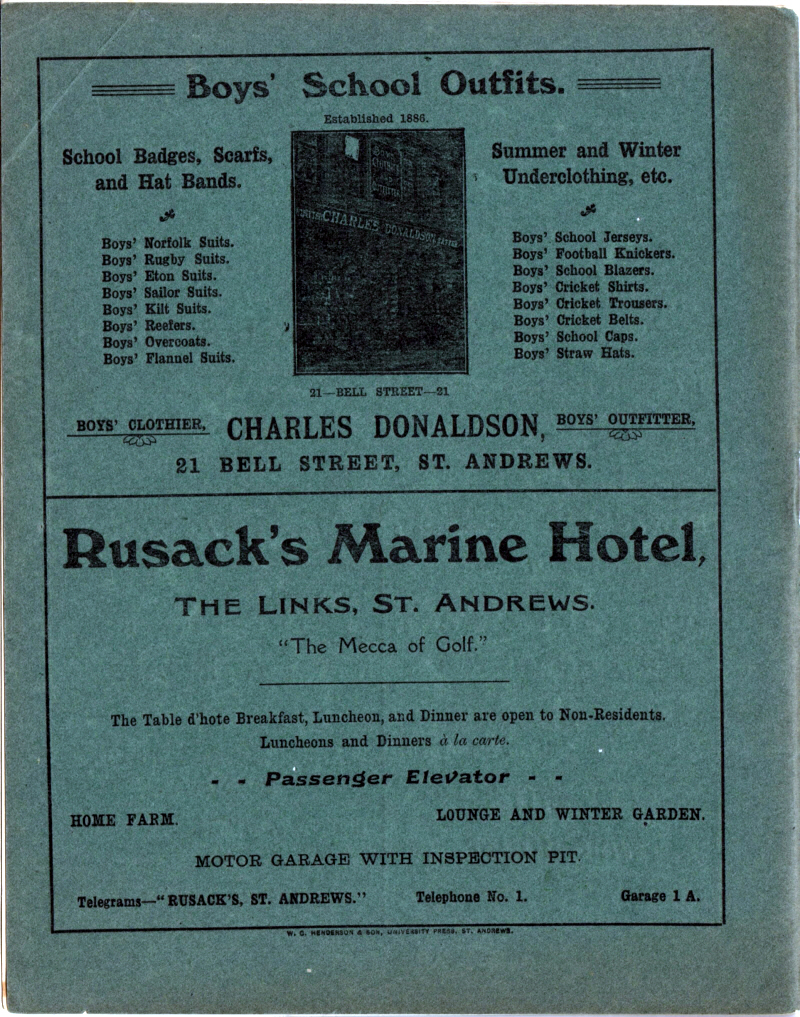 Boys' School Outfits.
Established 1886.
School Badges, Scarfs,
and Hat Bands.
Boys' Norfolk Suits.
Boys' Rugby Suits.
Boys' Eton Suits.
Boys' Sailor Suits.
Boys' Kilt Suits.
Boys' Reefers.
Boys' Overcoats.
Boys' Flannel Suits.
CHARLES DONALDSON
Summer and Winter
Underclothing, etc.
Boys' School Jerseys.
Boys' Football Knickers.
Boys' School Blazers.
Boys' Cricket Shirts.
Boys' Cricket Trousers.
Boys' Cricket Belts.
Boys' School Caps.
Boys' Straw Hats.
21—BELL STREET—21
BOYS' CLOTHIER, CHARLES DONALDSON, BOYS' OUTFITTER,
21 BELL STREET, ST. ANDREWS.
Rusack's Marine Hotel,
THE LINKS, ST. ANDREWS.
"The Mecca of Golf."
The Table d'hote Breakfast, Luncheon, and Dinner are open to Non-Residents.
Luncheons and Dinners à la carte.
- - Passenger Elevator - -
HOME FARM. LOUNGE AND WINTER GARDEN.
MOTOR GARAGE WITH INSPECTION PIT.
Telegrams—"RUSACK'S, ST. ANDREWS." Telephone No. 1. Garage 1 A.
W. C. HENDERSON & SON, UNIVERSITY PRESS, ST. ANDREWS.